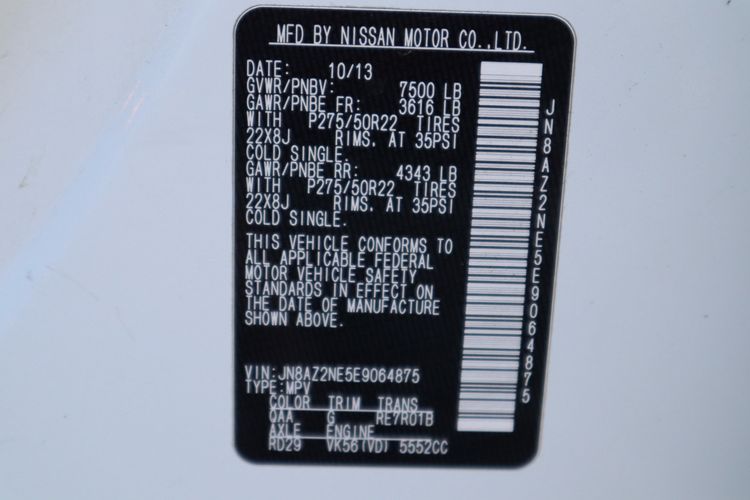 MFD BY NISSAN MOTOR CO.,LTD.
DATE: 10/13
GVWR/PNBV: 7500 LB
GAWR/PNBE FR: 3616 LB
WITH P275/50R22 TIRES
22X8J RIMS. AT 35PSI
COLD SINGLE.
GAWR/PNBE RR: 4343 LB
WITH P275/50R22 TIRES
22X8J RIMS. AT 35PSI
COLD SINGLE.
THIS VEHICLE CONFORMS TO
ALL APPLICABLE FEDERAL
MOTOR VEHICLE SAFETY
STANDARDS IN EFFECT ON
THE DATE OF MANUFACTURE
SHOWN ABOVE.
VIN:JN8AZ2NE5E9064875
TYPE:MPV
COLOR TRIM TRANS
QAA G RE7R01B
AXLE ENGINE
RD29 VK56(VD) 5552CC
JN8AZ2NE5E9064875